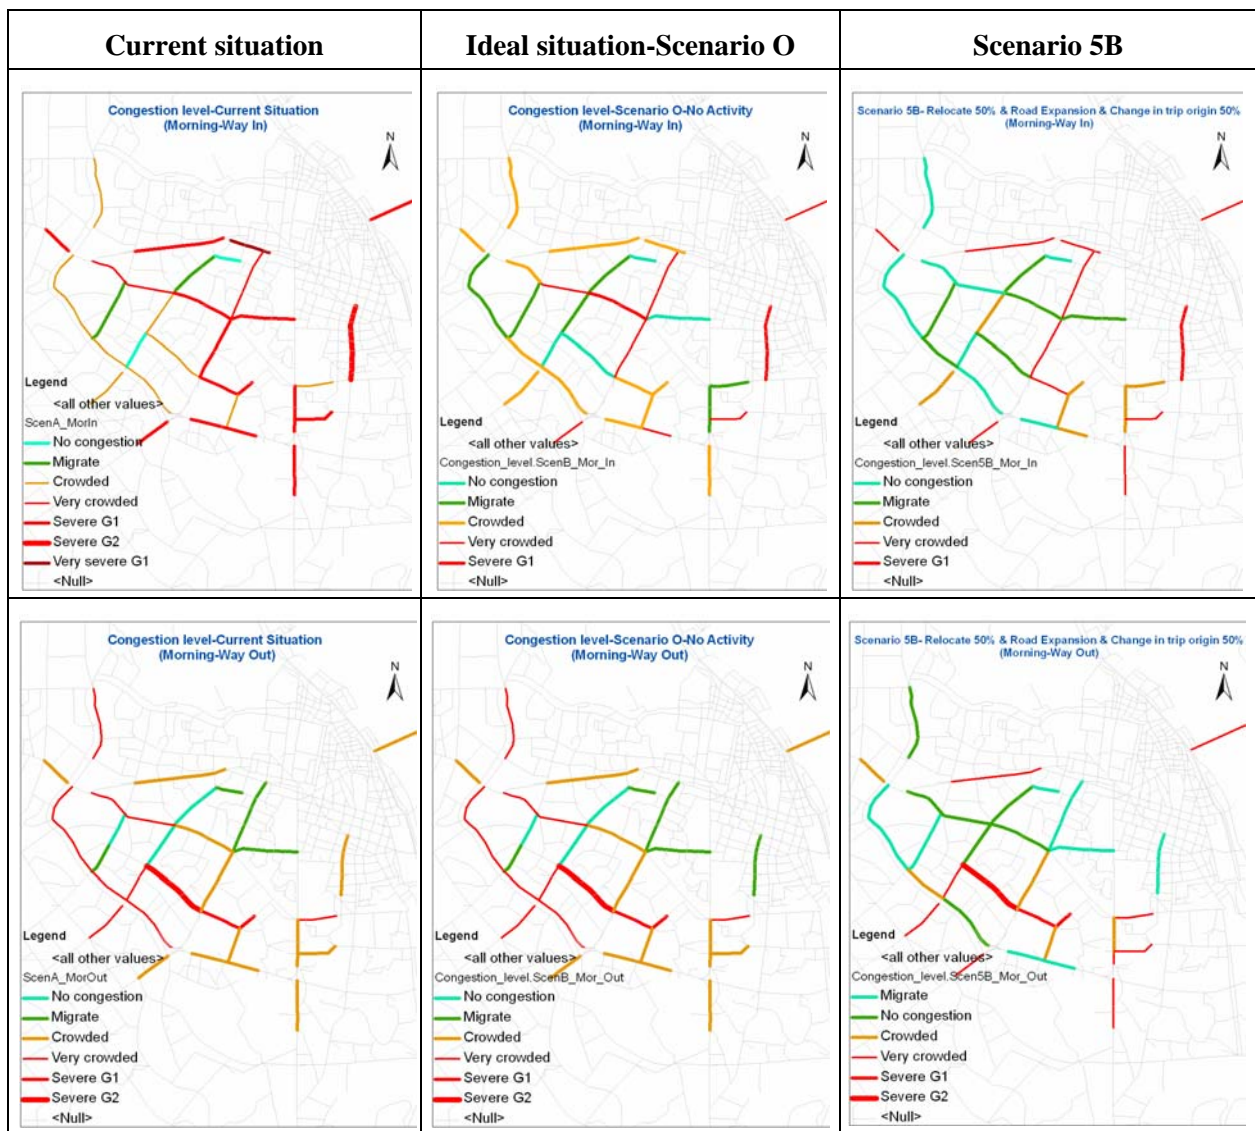 Current situation
Ideal situation-Scenario O
Scenario 5B
Congestion level-Current Situation
(Morning-Way In)
N
Legend
<all other values>
ScenA_MorIn
No congestion
Migrate
Crowded
Very crowded
Severe G1
Severe G2
Very severe G1
<Null>
Congestion level-Scenario O-No Activity
(Morning-Way In)
N
Legend
<all other values>
Congestion_level.ScenB_Mor_In
No congestion
Migrate
Crowded
Very crowded
Severe G1
<Null>
Scenario 5B- Relocate 50% & Road Expansion & Change in trip origin 50%
(Morning-Way In)
N
Legend
<all other values>
Congestion_level.Scen5B_Mor_In
No congestion
Migrate
Crowded
Very crowded
Severe G1
<Null>
Congestion level-Current Situation
(Morning-Way Out)
N
Legend
<all other values>
ScenA_MorOut
No congestion
Migrate
Crowded
Very crowded
Severe G1
Severe G2
<Null>
Congestion level-Scenario O-No Activity
(Morning-Way Out)
N
Legend
<all other values>
Congestion_level.ScenB_Mor_Out
No congestion
Migrate
Crowded
Very crowded
Severe G1
Severe G2
<Null>
Scenario 5B- Relocate 50% & Road Expansion & Change in trip origin 50%
(Morning-Way Out)
N
Legend
<all other values>
Congestion_level.Scen5B_Mor_Out
Migrate
No congestion
Crowded
Very crowded
Severe G1
Severe G2
<Null>